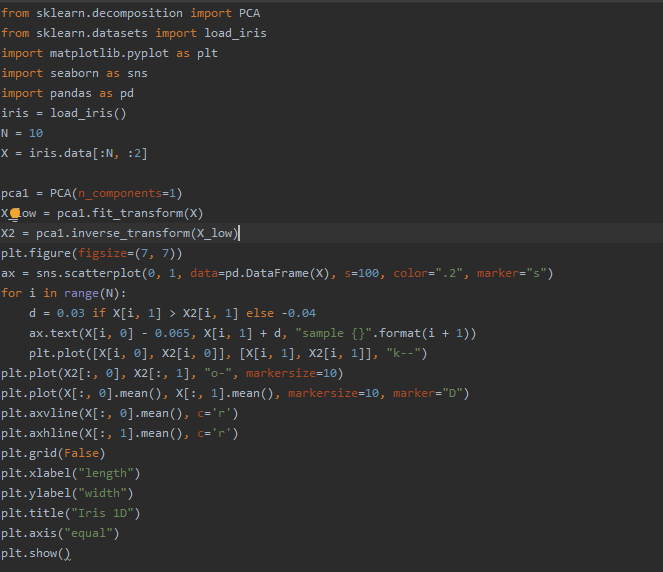 from sklearn.decomposition import PCA
from sklearn.datasets import load_iris
import matplotlib.pyplot as plt
import seaborn as sns
import pandas as pd
iris = load_iris()
N = 10
X = iris.data[:N, :2]

pca1 = PCA(n_components=1)
X_low = pca1.fit_transform(X)
X2 = pca1.inverse_transform(X_low)
plt.figure(figsize=(7, 7))
ax = sns.scatterplot(0, 1, data=pd.DataFrame(X), s=100, color=".2", marker="s")
for i in range(N):
    d = 0.03 if X[i, 1] > X2[i, 1] else -0.04
    ax.text(X[i, 0] - 0.065, X[i, 1] + d, "sample {}".format(i + 1))
    plt.plot([X[i, 0], X2[i, 0]], [X[i, 1], X2[i, 1]], "k--")
plt.plot(X2[:, 0], X2[:, 1], "o-", markersize=10)
plt.plot(X[:, 0].mean(), X[:, 1].mean(), markersize=10, marker="D")
plt.axvline(X[:, 0].mean(), c='r')
plt.axhline(X[:, 1].mean(), c='r')
plt.grid(False)
plt.xlabel("length")
plt.ylabel("width")
plt.title("Iris 1D")
plt.axis("equal")
plt.show()